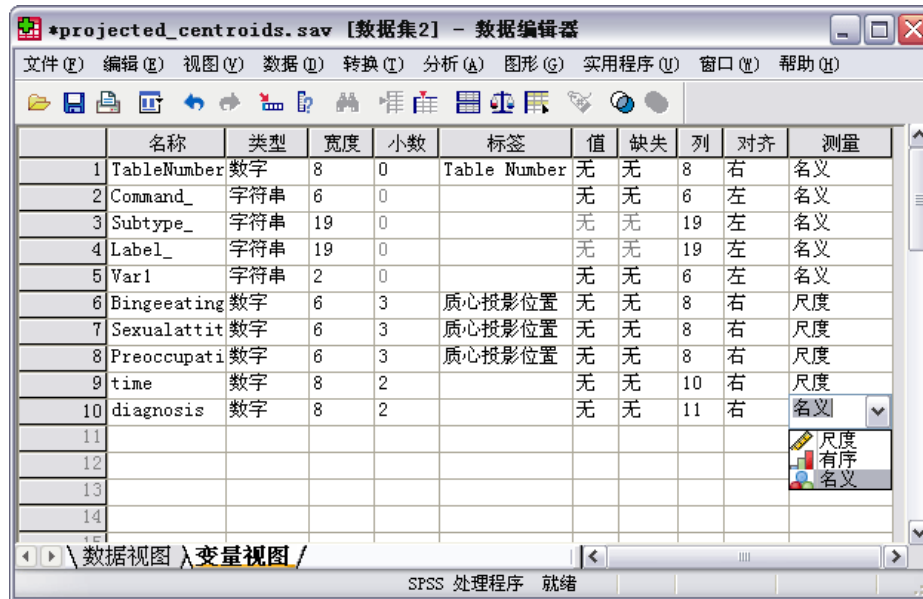 *projected_centroids.sav [数据集2] - 数据编辑器
文件(F) 编辑(E) 视图(V) 数据(D) 转换(T) 分析(A) 图形(G) 实用程序(U) 窗口(W) 帮助(H)
名称 类型 宽度 小数 标签 值 缺失 列 对齐 测量
1 TableNumber 数字 8 0 Table Number 无 无 8 右 名义
2 Command_ 字符串 6 0 无 无 6 左 名义
3 Subtype_ 字符串 19 0 无 无 19 左 名义
4 Label_ 字符串 19 0 无 无 19 左 名义
5 Var1 字符串 2 0 无 无 6 左 名义
6 Bingeeating 数字 6 3 质心投影位置 无 无 8 右 尺度
7 Sexualattit 数字 6 3 质心投影位置 无 无 8 右 尺度
8 Preoccupati 数字 6 3 质心投影位置 无 无 8 右 尺度
9 time 数字 8 2 无 无 10 右 尺度
10 diagnosis 数字 8 2 无 无 11 右 名义
11 尺度
12 有序
13 名义
14
数据视图 变量视图
SPSS 处理程序 就绪